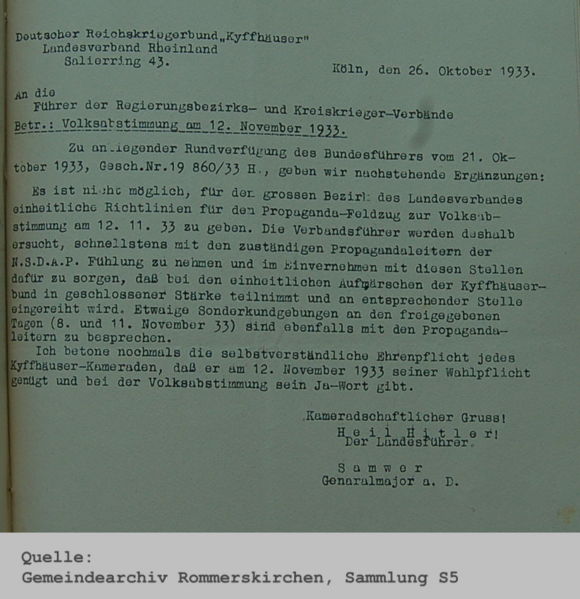 Deutscher Reichskriegerbund „Kyffhäuser"
Landesverband Rheinland
Salierring 43.
Köln, den 26. Oktober 1933.
An die
Führer der Regierungsbezirks- und Kreiskrieger-Verbände
Betr.: Volksabstimmung am 12. November 1933.
Zu anliegender Rundverfügung des Bundesführers vom 21. Ok-
tober 1933, Gesch.Nr.19 860/33 H., geben wir nachstehende Ergänzungen:
Es ist nicht möglich, für den grossen Bezirk des Landesverbandes
einheitliche Richtlinien für den Propaganda-Feldzug zur Volksab-
stimmung am 12. 11. 33 zu geben. Die Verbandsführer werden deshalb
ersucht, schnellstens mit den zuständigen Propagandaleitern der
N.S.D.A.P. Fühlung zu nehmen und im Einvernehmen mit diesen Stellen
dafür zu sorgen, daß bei den einheitlichen Aufmärschen der Kyffhäuser-
bund in geschlossener Stärke teilnimmt und an entsprechender Stelle
eingereiht wird. Etwaige Sonderkundgebungen an den freigegebenen
Tagen (8. und 11. November 33) sind ebenfalls mit den Propaganda-
leitern zu besprechen.
Ich betone nochmals die selbstverständliche Ehrenpflicht jedes
Kyffhäuser-Kameraden, daß er am 12. November 1933 seiner Wahlpflicht
genügt und bei der Volksabstimmung sein Ja-Wort gibt.
Kameradschaftlicher Gruss!
H e i l  H i t l e r!
Der Landesführer.
S a m w e r
Genaralmajor a. D.
Quelle:
Gemeindearchiv Rommerskirchen, Sammlung S5